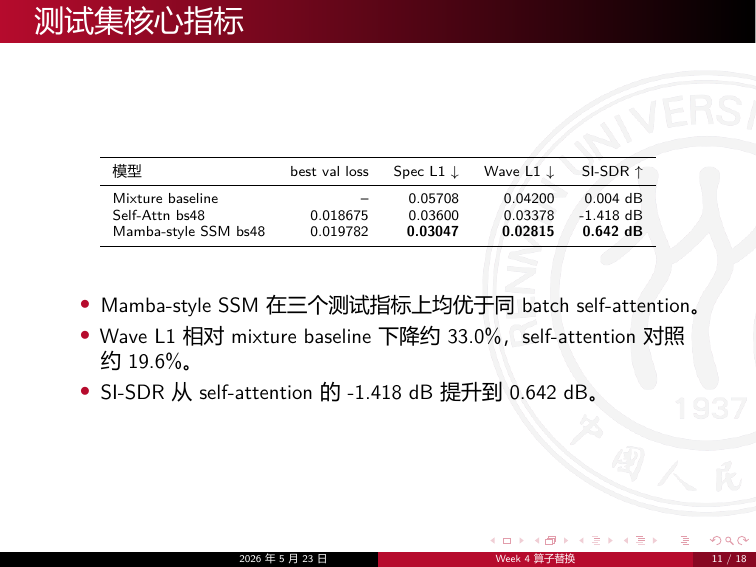 测试集核心指标
模型 best val loss Spec L1 ↓ Wave L1 ↓ SI-SDR ↑
Mixture baseline – 0.05708 0.04200 0.004 dB
Self-Attn bs48 0.018675 0.03600 0.03378 -1.418 dB
Mamba-style SSM bs48 0.019782 0.03047 0.02815 0.642 dB
• Mamba-style SSM 在三个测试指标上均优于同 batch self-attention。
• Wave L1 相对 mixture baseline 下降约 33.0%，self-attention 对照
约 19.6%。
• SI-SDR 从 self-attention 的 -1.418 dB 提升到 0.642 dB。
1937
中国人民
2026 年 5 月 23 日 Week 4 算子替换 11 / 18